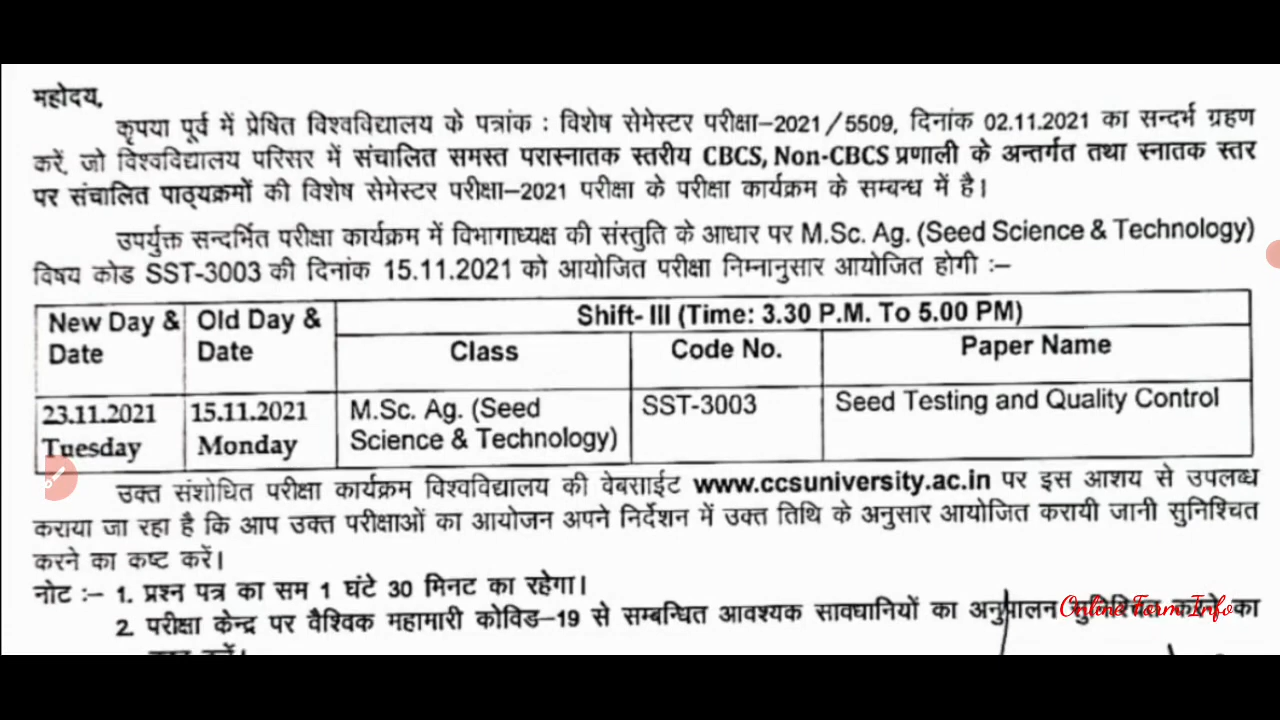 महोदय,
कृपया पूर्व में प्रेषित विश्वविद्यालय के पत्रांक : विशेष सेमेस्टर परीक्षा–2021/5509, दिनांक 02.11.2021 का सन्दर्भ ग्रहण
करें, जो विश्वविद्यालय परिसर में संचालित समस्त परास्नातक स्तरीय CBCS, Non-CBCS प्रणाली के अन्तर्गत तथा स्नातक स्तर
पर संचालित पाठ्यक्रमों की विशेष सेमेस्टर परीक्षा–2021 परीक्षा के परीक्षा कार्यक्रम के सम्बन्ध में है।
उपर्युक्त सन्दर्भित परीक्षा कार्यक्रम में विभागाध्यक्ष की संस्तुति के आधार पर M.Sc. Ag. (Seed Science & Technology)
विषय कोड SST-3003 की दिनांक 15.11.2021 को आयोजित परीक्षा निम्नानुसार आयोजित होगी :–
New Day & Date Old Day & Date Shift- III (Time: 3.30 P.M. To 5.00 PM)
Class Code No. Paper Name
23.11.2021 15.11.2021 M.Sc. Ag. (Seed SST-3003 Seed Testing and Quality Control
Tuesday Monday Science & Technology)
उक्त संशोधित परीक्षा कार्यक्रम विश्वविद्यालय की वेबसाईट www.ccsuniversity.ac.in पर इस आशय से उपलब्ध
कराया जा रहा है कि आप उक्त परीक्षाओं का आयोजन अपने निर्देशन में उक्त तिथि के अनुसार आयोजित करायी जानी सुनिश्चित
करने का कष्ट करें।
नोट :– 1. प्रश्न पत्र का सम 1 घंटे 30 मिनट का रहेगा।
2. परीक्षा केन्द्र पर वैश्विक महामारी कोविड–19 से सम्बन्धित आवश्यक सावधानियों का अनुपालन सुनिश्चित करने का
Online Form Info